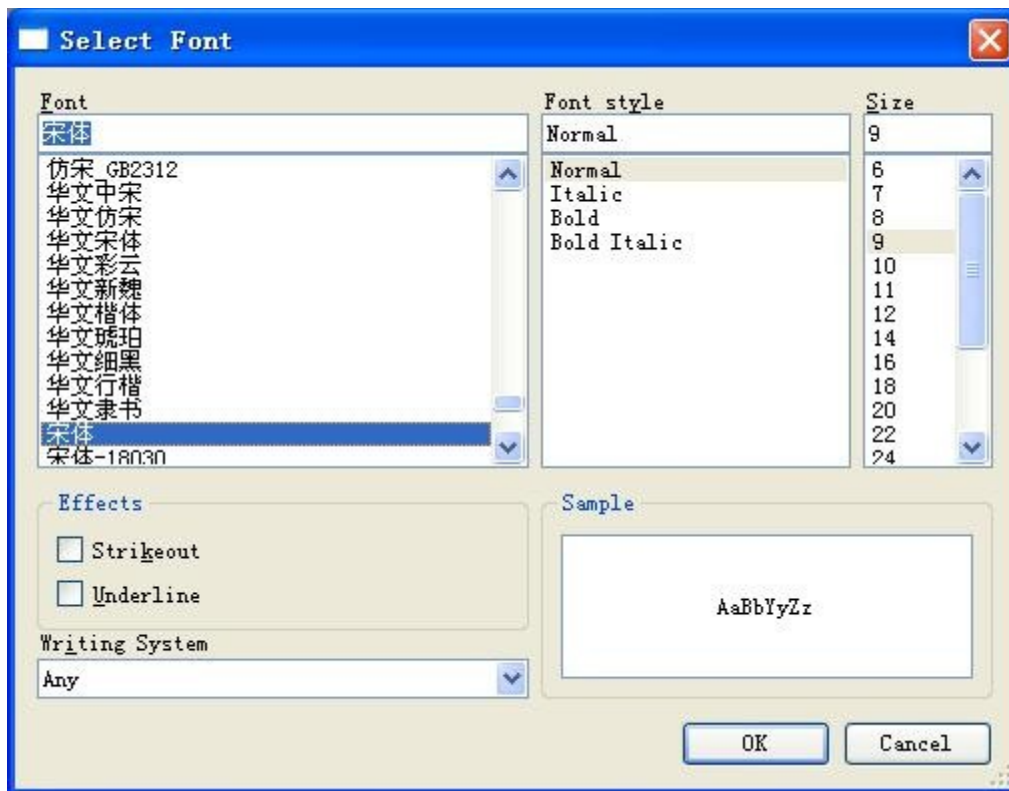 Select Font
Font
宋体
仿宋_GB2312
华文中宋
华文仿宋
华文宋体
华文彩云
华文新魏
华文楷体
华文琥珀
华文细黑
华文行楷
华文隶书
宋体
宋体-18030
Font style
Normal
Normal
Italic
Bold
Bold Italic
Size
9
6
7
8
9
10
11
12
14
16
18
20
22
24
Effects
Strikeout
Underline
Writing System
Any
Sample
AaBbYyZz
OK
Cancel